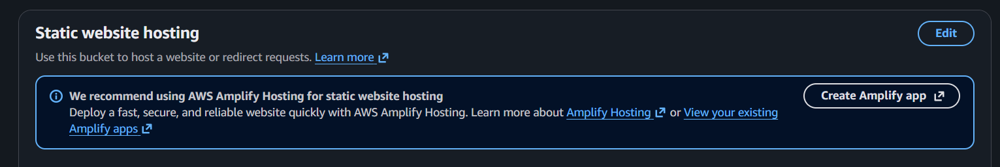 Static website hosting
Edit
Use this bucket to host a website or redirect requests. Learn more
We recommend using AWS Amplify Hosting for static website hosting
Create Amplify app
Deploy a fast, secure, and reliable website quickly with AWS Amplify Hosting. Learn more about Amplify Hosting or View your existing
Amplify apps